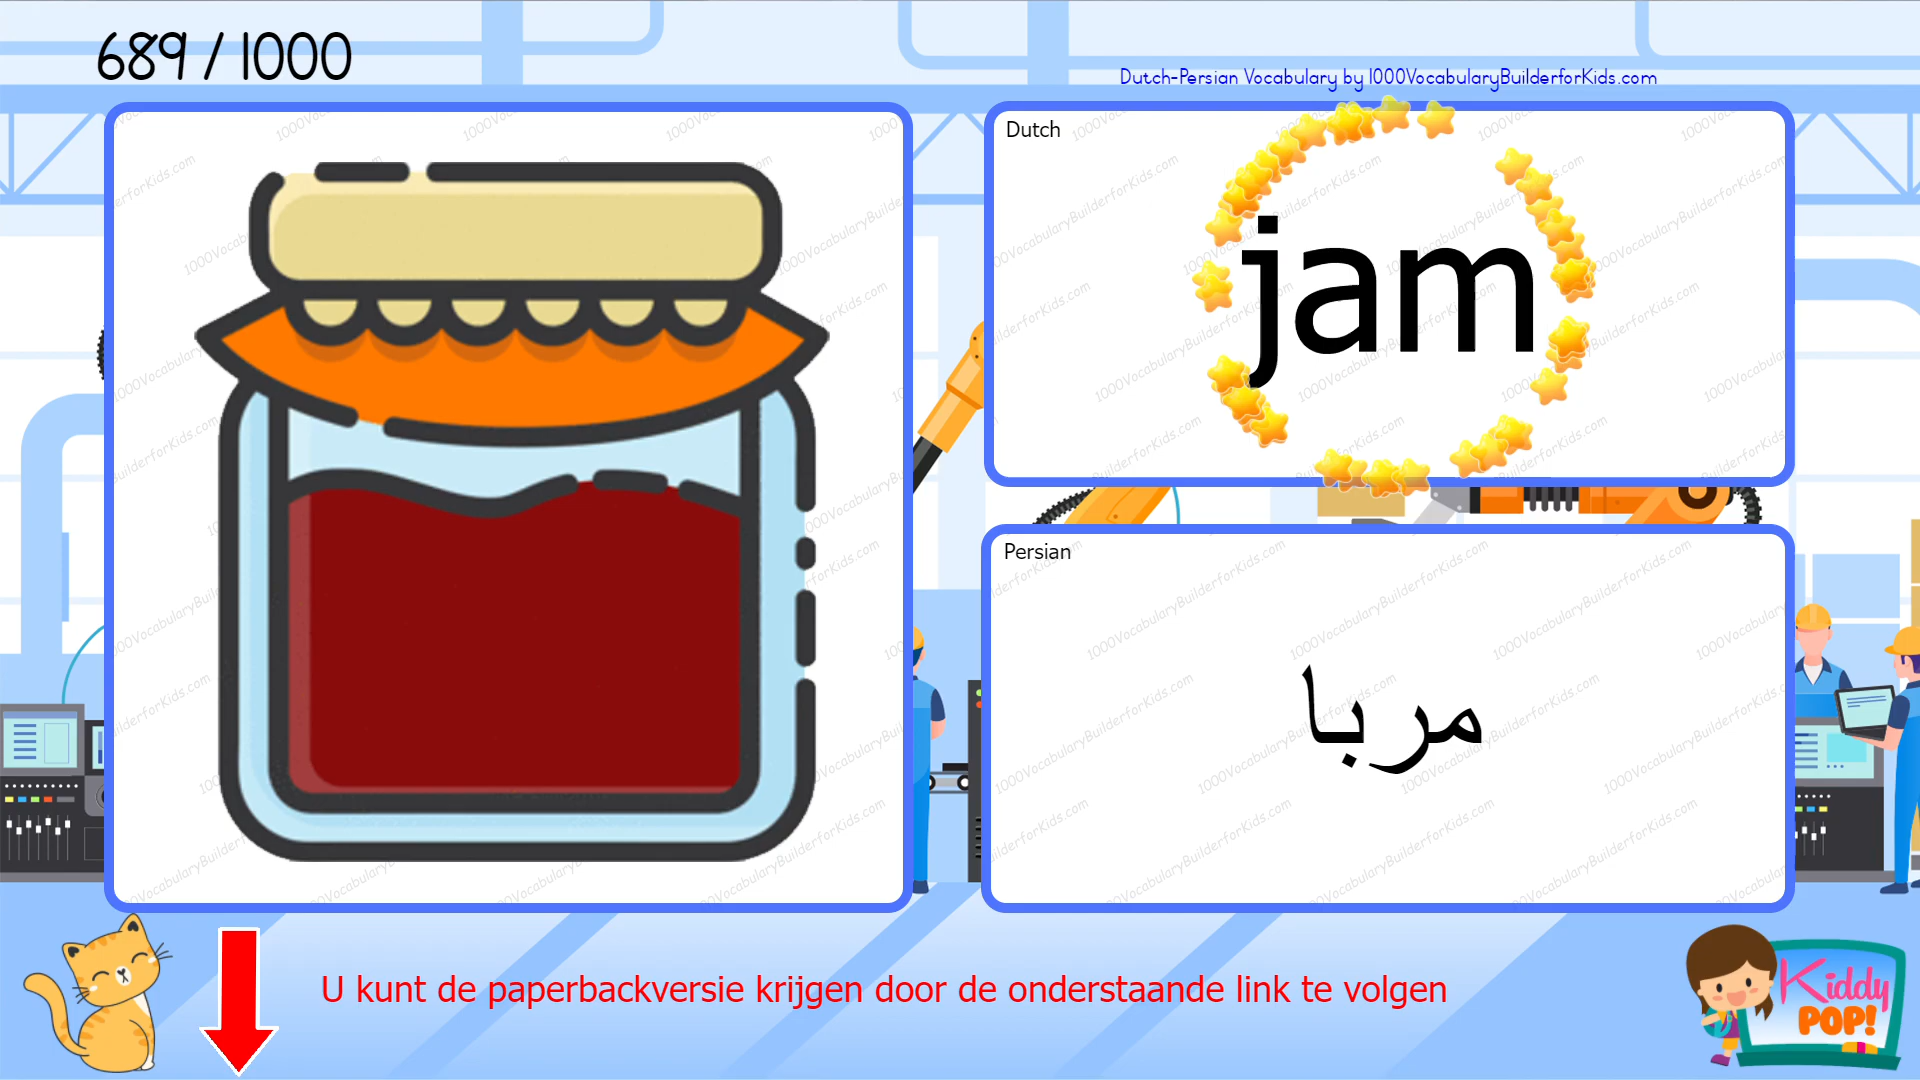 689 / 1000
Dutch-Persian Vocabulary by 1000VocabularyBuilderforKids.com
Dutch
jam
Persian
مربا
U kunt de paperbackversie krijgen door de onderstaande link te volgen
Kiddy
POP!